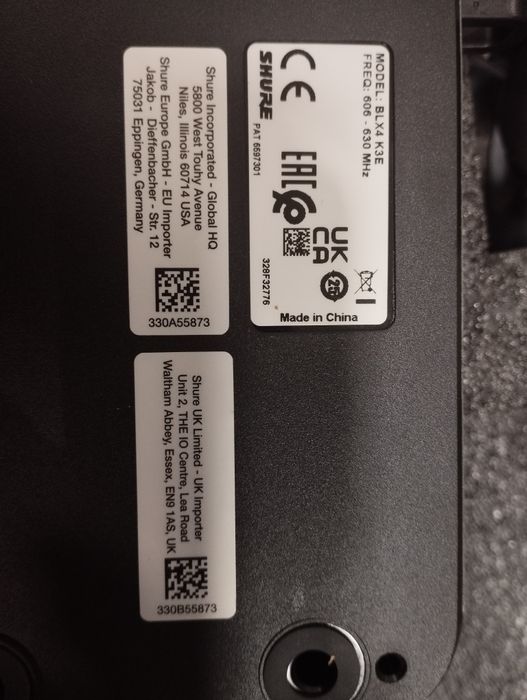 MODEL: BLX4 K3E
FREQ: 606 - 630 MHz
CE
EAC
UK
CA
25
SHURE
PAT 6597301
328F32776
Made in China
Shure Incorporated - Global HQ
5800 West Touhy Avenue
Niles, Illinois 60714 USA
Shure Europe GmbH - EU Importer
Jakob - Dieffenbacher - Str. 12
75031 Eppingen, Germany
330A55873
Shure UK Limited - UK Importer
Unit 2, THE IO Centre, Lea Road
Waltham Abbey, Essex, EN9 1AS, UK
330B55873